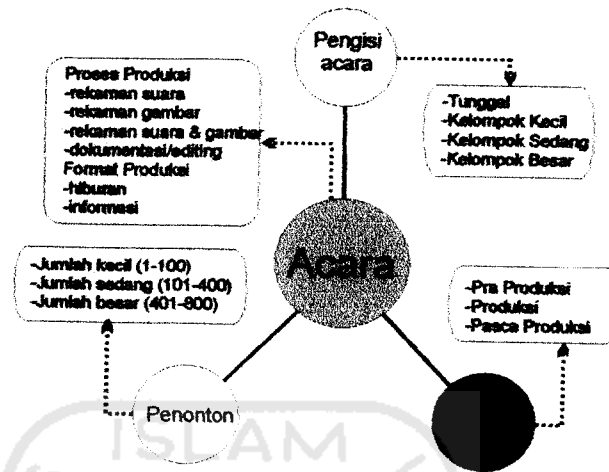 Pengisi
acara
Proses Produksi
-rekaman suara
-rekaman gambar
-rekaman suara & gambar
-dokumentasi/editing
Format Produksi
-hiburan
-informasi
-Tunggal
-Kelompok Kecil
-Kelompok Sedang
-Kelompok Besar
Acara
-Jumlah kecil (1-100)
-Jumlah sedang (101-400)
-Jumlah besar (401-800)
-Pra Produksi
-Produksi
-Pasca Produksi
Penonton
ISLAM